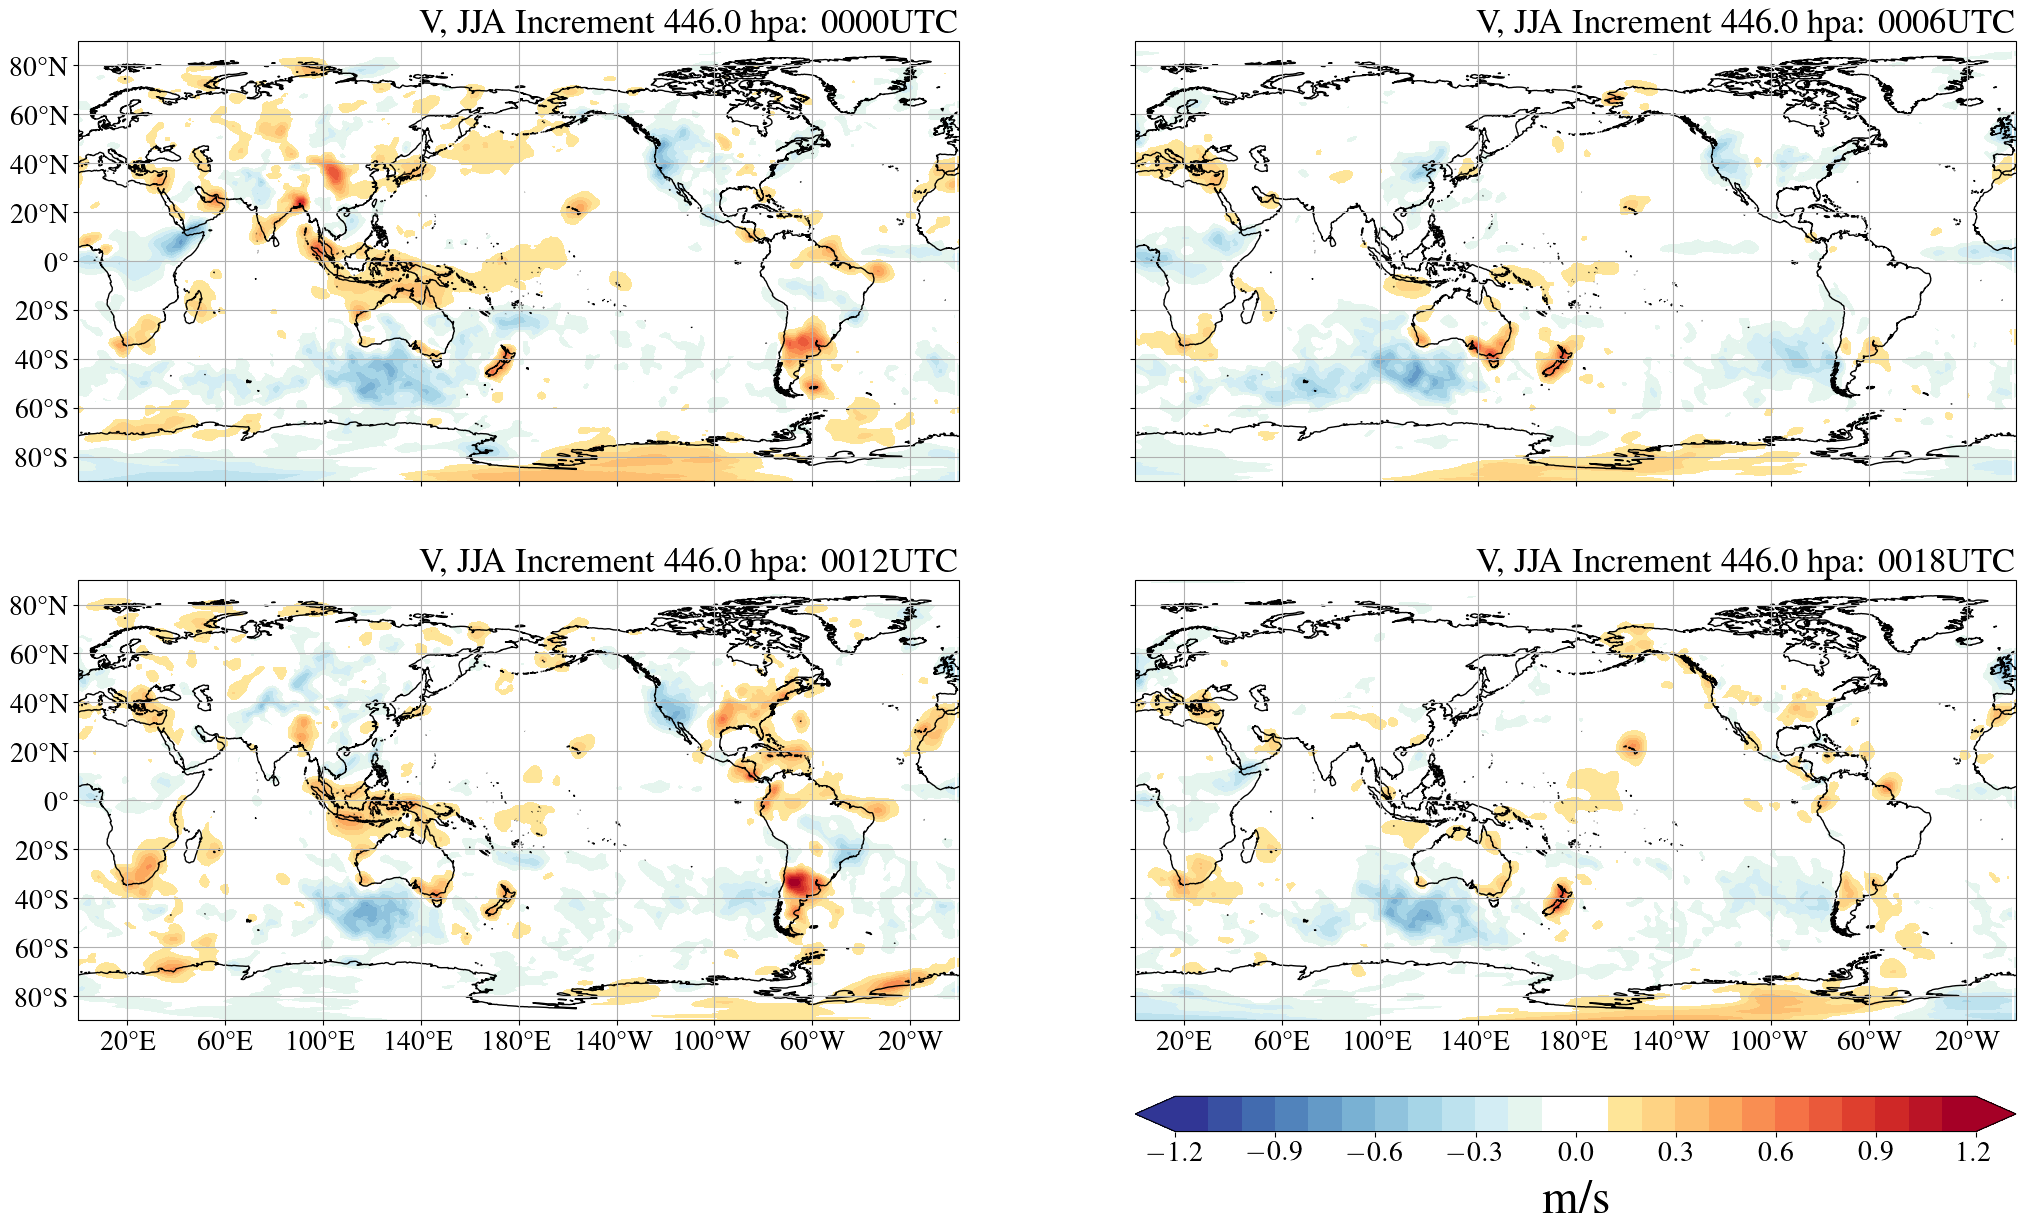 V, JJA Increment 446.0 hpa: 0000UTC
V, JJA Increment 446.0 hpa: 0006UTC
80°N
60°N
40°N
20°N
0°
20°S
40°S
60°S
80°S
V, JJA Increment 446.0 hpa: 0012UTC
V, JJA Increment 446.0 hpa: 0018UTC
80°N
60°N
40°N
20°N
0°
20°S
40°S
60°S
80°S
20°E 60°E 100°E 140°E 180°E 140°W 100°W 60°W 20°W
20°E 60°E 100°E 140°E 180°E 140°W 100°W 60°W 20°W
−1.2 −0.9 −0.6 −0.3 0.0 0.3 0.6 0.9 1.2
m/s